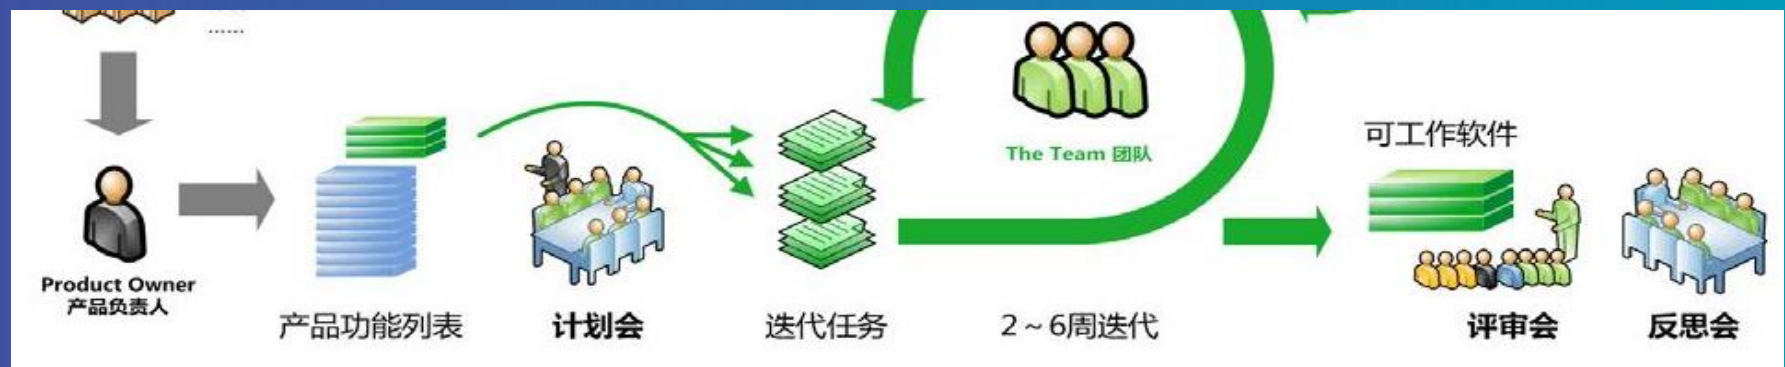 ......
The Team 团队
可工作软件
Product Owner
产品负责人
产品功能列表
计划会
迭代任务
2～6周迭代
评审会
反思会